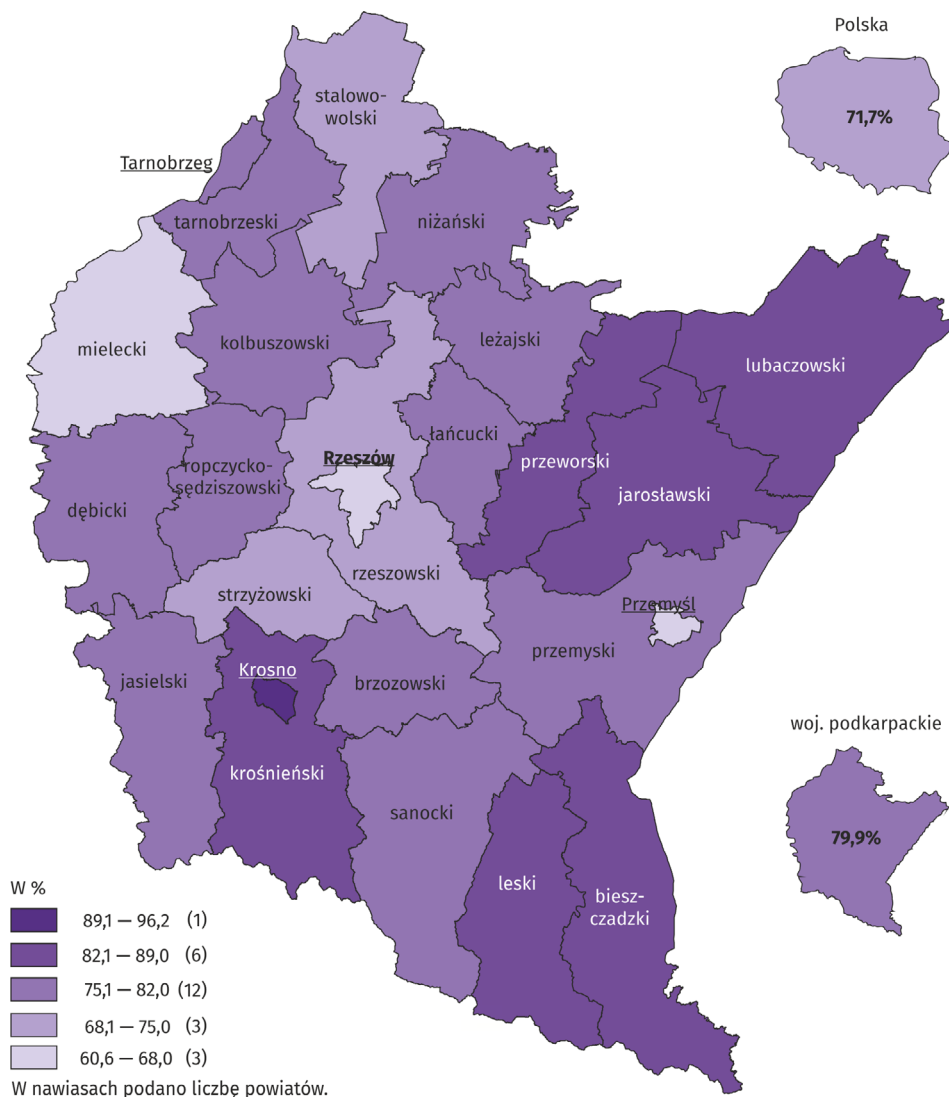 Polska
71,7%
stalowo-
wolski
Tarnobrzeg
tarnobrzeski
niżański
mielecki
kolbuszowski
leżajski
lubaczowski
Rzeszów
łańcucki
przeworski
ropczycko-
sędziszowski
jarosławski
dębicki
rzeszowski
strzyżowski
Przemyśl
przemyski
Krosno
jasielski
brzozowski
woj. podkarpackie
79,9%
krośnieński
sanocki
leski
biesz-
czadzki
W %
89,1 — 96,2 (1)
82,1 — 89,0 (6)
75,1 — 82,0 (12)
68,1 — 75,0 (3)
60,6 — 68,0 (3)
W nawiasach podano liczbę powiatów.